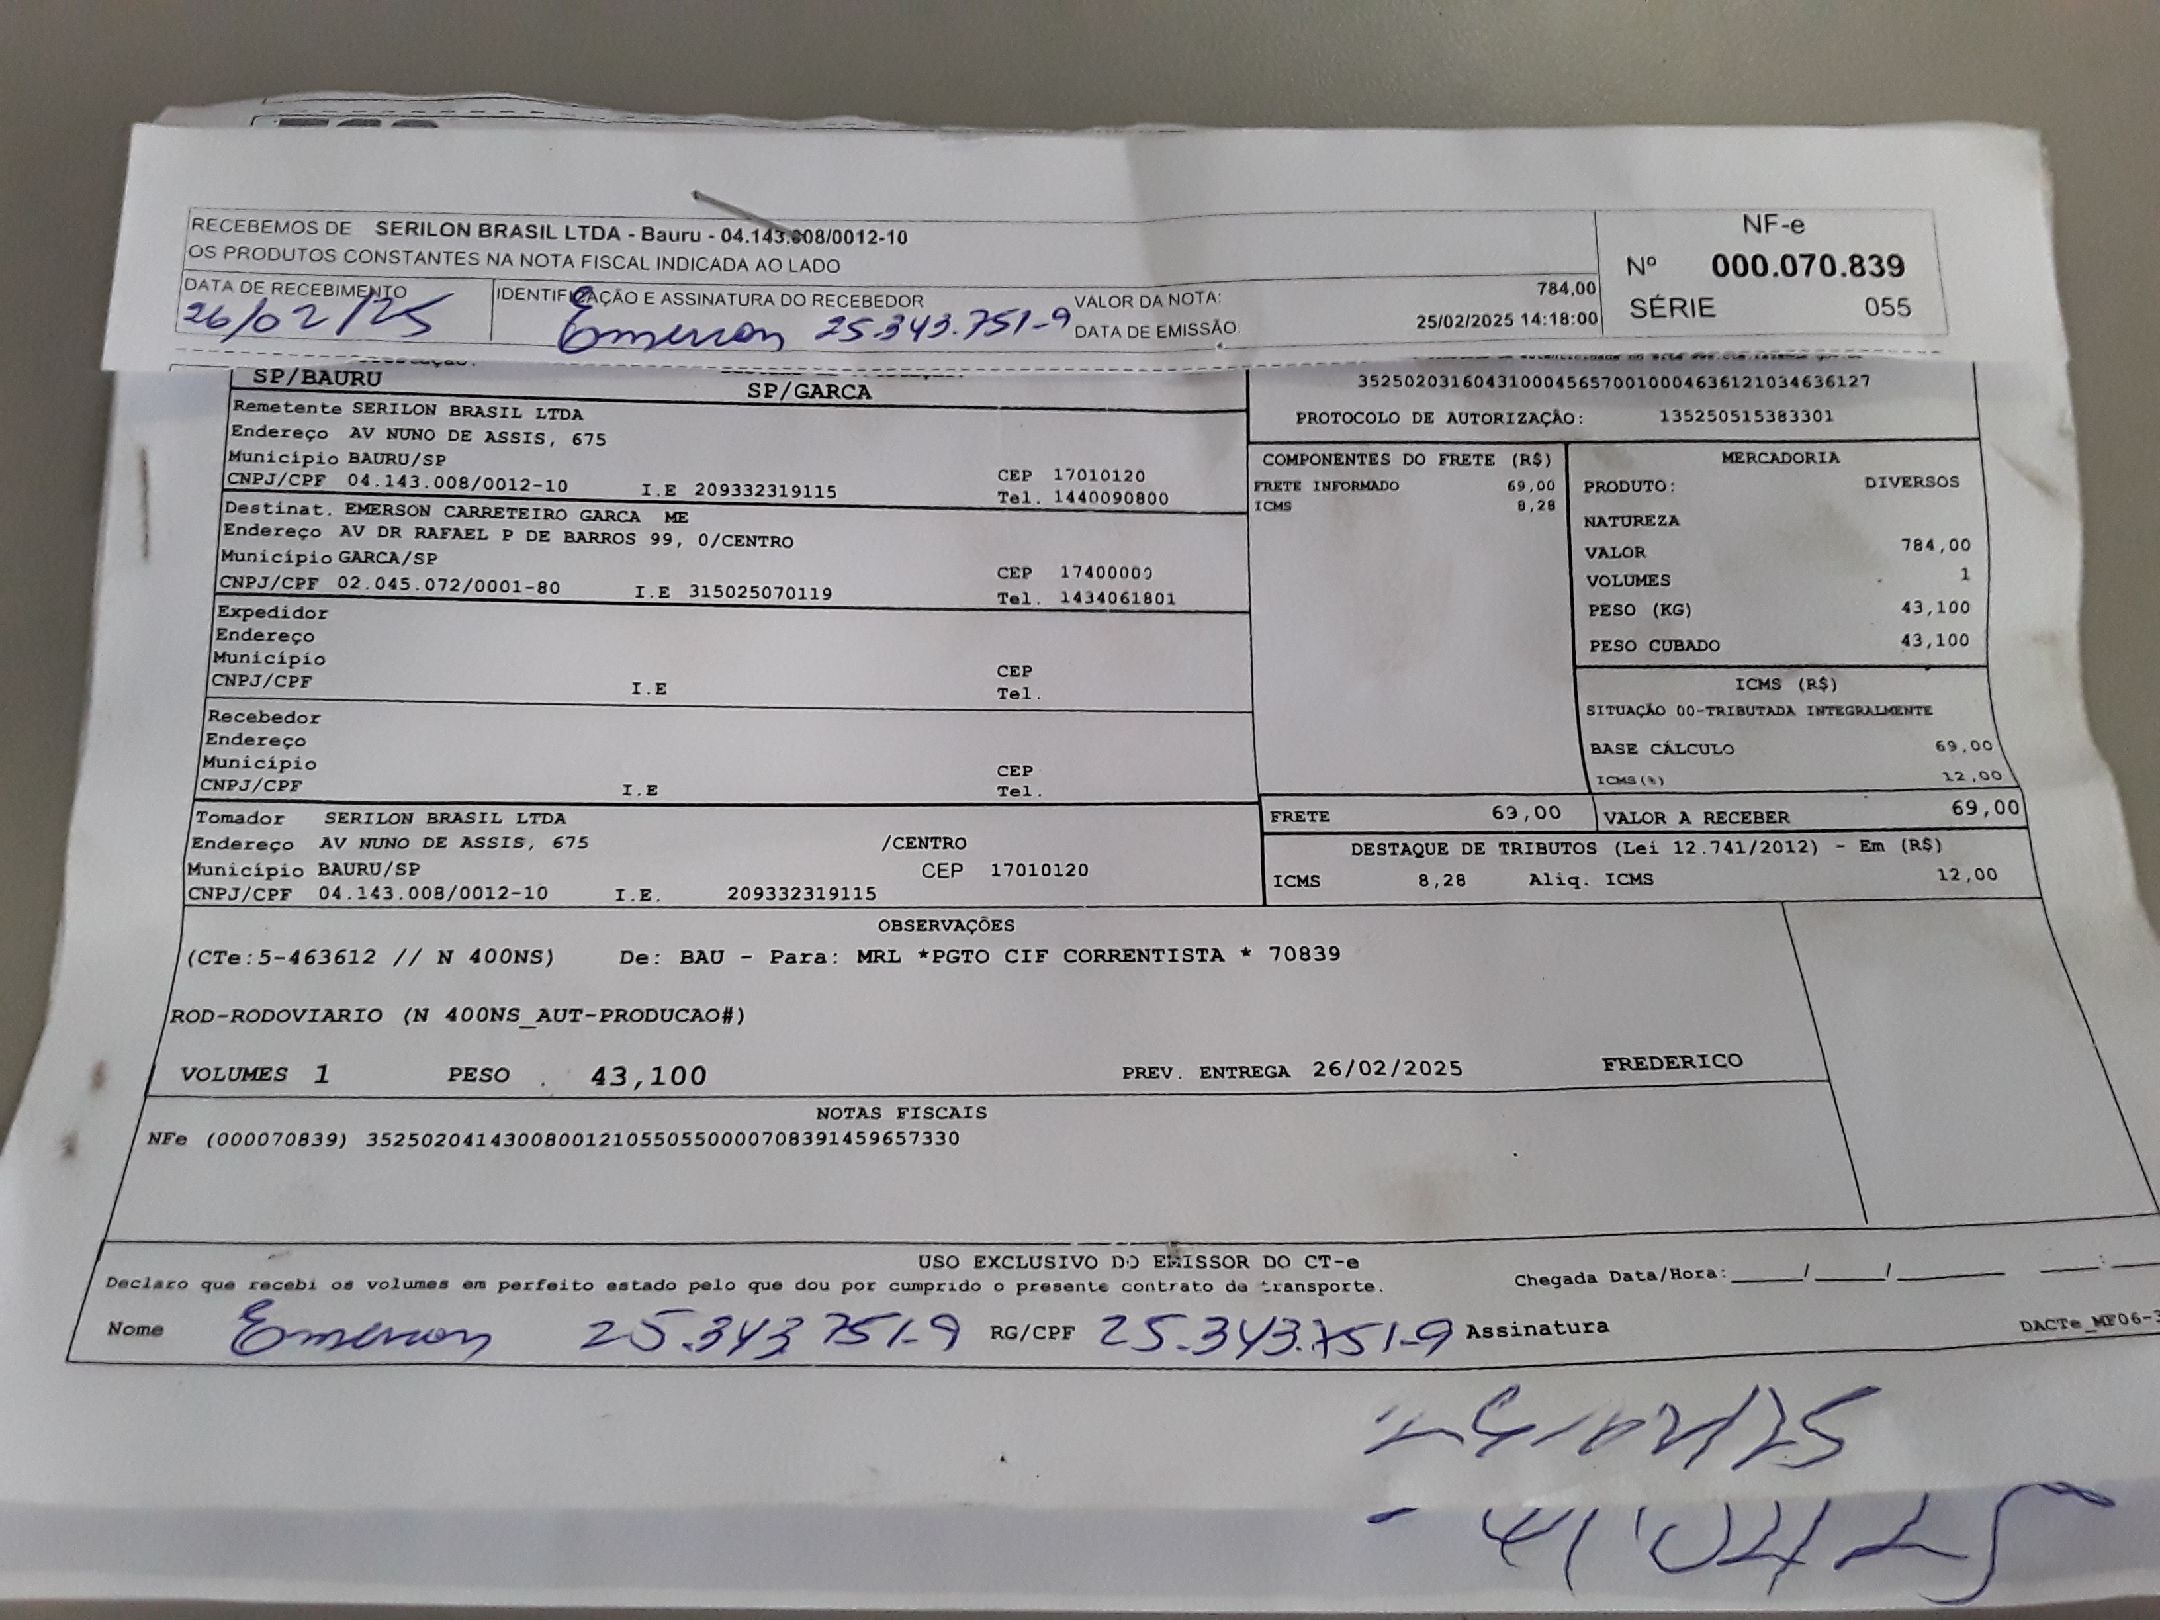 RECEBEMOS DE SERILON BRASIL LTDA - Bauru - 04.143.008/0012-10
OS PRODUTOS CONSTANTES NA NOTA FISCAL INDICADA AO LADO
NF-e
Nº 000.070.839
SÉRIE 055
DATA DE RECEBIMENTO
26/02/25
IDENTIFICAÇÃO E ASSINATURA DO RECEBEDOR
Emerson 25.343.751-9
VALOR DA NOTA: 784,00
DATA DE EMISSÃO 25/02/2025 14:18:00
SP/BAURU SP/GARCA
35250203160431000456570010004636121034636127
PROTOCOLO DE AUTORIZAÇÃO: 135250515383301
Remetente SERILON BRASIL LTDA
Endereço AV NUNO DE ASSIS, 675
Município BAURU/SP CEP 17010120
CNPJ/CPF 04.143.008/0012-10 I.E 209332319115 Tel. 1440090800
Destinat. EMERSON CARRETEIRO GARCA ME
Endereço AV DR RAFAEL P DE BARROS 99, 0/CENTRO
Município GARCA/SP CEP 17400000
CNPJ/CPF 02.045.072/0001-80 I.E 315025070119 Tel. 1434061801
Expedidor
Endereço
Município CEP
CNPJ/CPF I.E Tel.
Recebedor
Endereço
Município CEP
CNPJ/CPF I.E Tel.
Tomador SERILON BRASIL LTDA
Endereço AV NUNO DE ASSIS, 675 /CENTRO
Município BAURU/SP CEP 17010120
CNPJ/CPF 04.143.008/0012-10 I.E. 209332319115
COMPONENTES DO FRETE (R$)
FRETE INFORMADO 69,00
ICMS 8,28
MERCADORIA
PRODUTO: DIVERSOS
NATUREZA
VALOR 784,00
VOLUMES 1
PESO (KG) 43,100
PESO CUBADO 43,100
ICMS (R$)
SITUAÇÃO 00-TRIBUTADA INTEGRALMENTE
BASE CÁLCULO 69,00
ICMS(%) 12,00
FRETE 69,00 VALOR A RECEBER 69,00
DESTAQUE DE TRIBUTOS (Lei 12.741/2012) - Em (R$)
ICMS 8,28 Aliq. ICMS 12,00
OBSERVAÇÕES
(CTe:5-463612 // N 400NS) De: BAU - Para: MRL *PGTO CIF CORRENTISTA * 70839
ROD-RODOVIARIO (N 400NS_AUT-PRODUCAO#)
VOLUMES 1 PESO . 43,100 PREV. ENTREGA 26/02/2025 FREDERICO
NOTAS FISCAIS
NFe (000070839) 35250204143008001210550550000708391459657330
USO EXCLUSIVO DO EMISSOR DO CT-e
Declaro que recebi os volumes em perfeito estado pelo que dou por cumprido o presente contrato de transporte.
Chegada Data/Hora: / / :
Nome Emerson 25.343.751-9 RG/CPF 25.343.751-9 Assinatura
DACTe_MF06-3